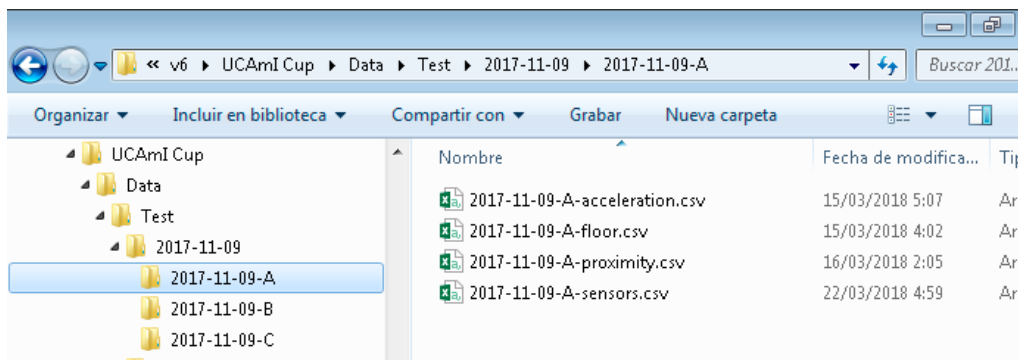 « v6 ▸ UCAmI Cup ▸ Data ▸ Test ▸ 2017-11-09 ▸ 2017-11-09-A Buscar 201...
Organizar Incluir en biblioteca Compartir con Grabar Nueva carpeta
UCAmI Cup
Data
Test
2017-11-09
2017-11-09-A
2017-11-09-B
2017-11-09-C
Nombre Fecha de modifica... Tip
2017-11-09-A-acceleration.csv 15/03/2018 5:07 Ar
2017-11-09-A-floor.csv 15/03/2018 4:02 Ar
2017-11-09-A-proximity.csv 16/03/2018 2:05 Ar
2017-11-09-A-sensors.csv 22/03/2018 4:59 Ar